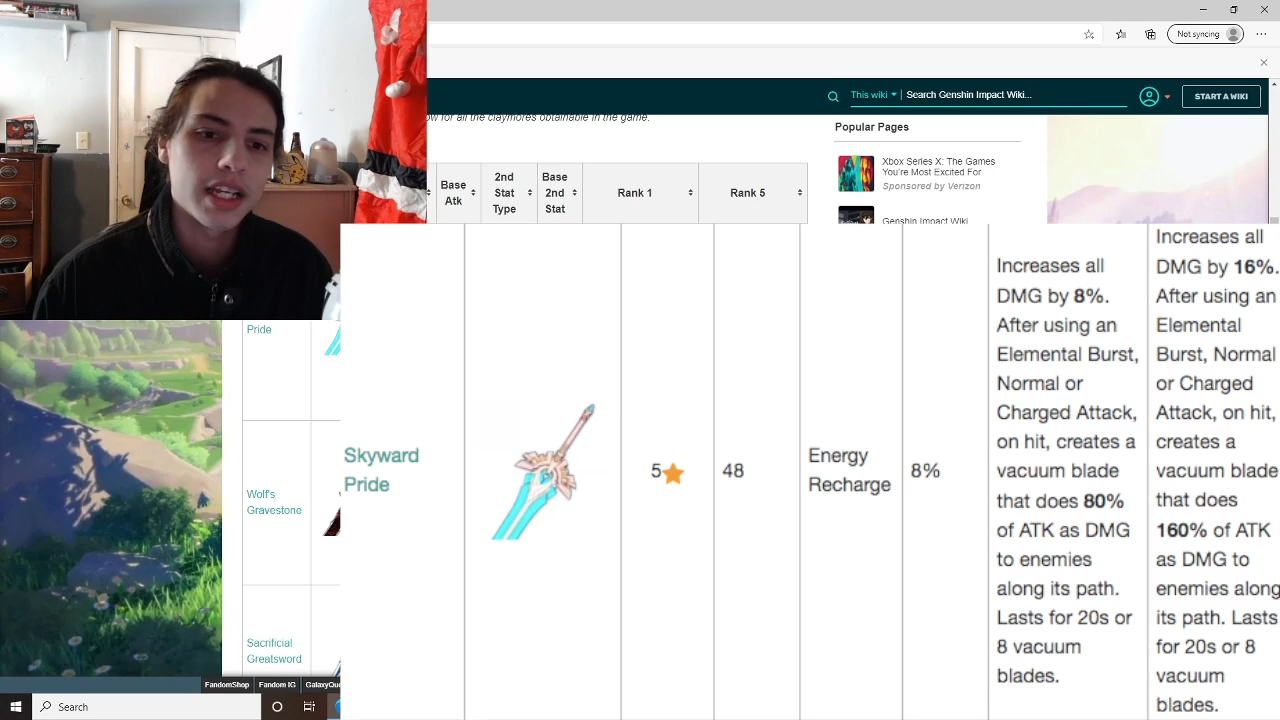 Not syncing
This wiki
Search Genshin Impact Wiki...
START A WIKI
ow for all the claymores obtainable in the game.
Popular Pages
Xbox Series X: The Games
You're Most Excited For
Sponsored by Verizon
Genshin Impact Wiki
Base
Atk
2nd
Stat
Type
Base
2nd
Stat
Rank 1
Rank 5
Pride
Wolf's
Gravestone
Sacrificial
Greatsword
Skyward
Pride
5
48
Energy
Recharge
8%
Increases all
DMG by 8%.
After using an
Elemental Burst,
Normal or
Charged Attack,
on hit, creates a
vacuum blade
that does 80%
of ATK as DMG
to enemies
along its path.
Lasts for 20s or
8 vacuum
blades.
Increases all
DMG by 16%.
After using an
Elemental
Burst, Normal
or Charged
Attack, on hit,
creates a
vacuum blade
that does
160% of ATK
as DMG to
enemies along
its path. Lasts
for 20s or 8
vacuum
blades.
FandomShop
Fandom IG
GalaxyQu
Search